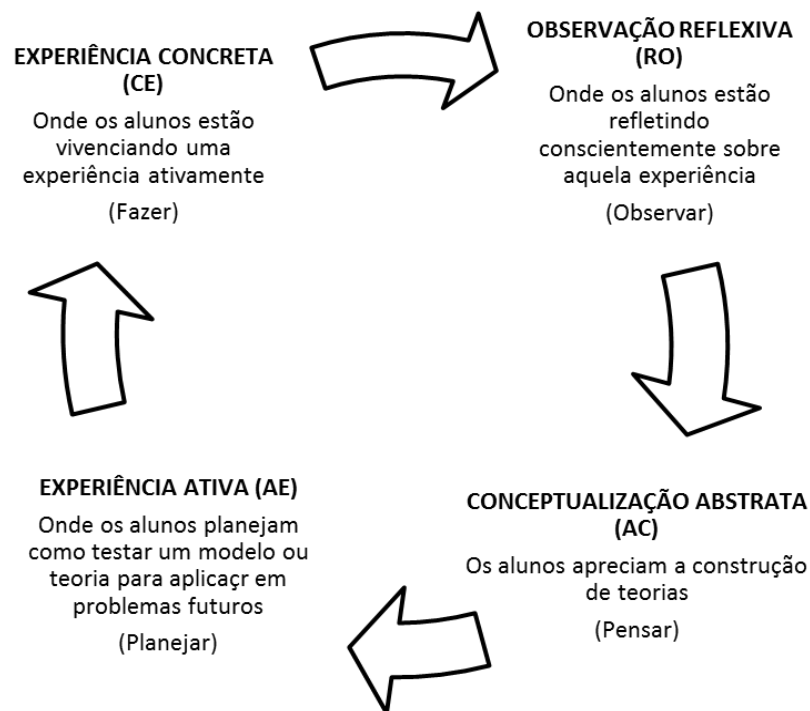 EXPERIÊNCIA CONCRETA
(CE)
Onde os alunos estão
vivenciando uma
experiência ativamente
(Fazer)
OBSERVAÇÃO REFLEXIVA
(RO)
Onde os alunos estão
refletindo
conscientemente sobre
aquela experiência
(Observar)
CONCEPTUALIZAÇÃO ABSTRATA
(AC)
Os alunos apreciam a construção
de teorias
(Pensar)
EXPERIÊNCIA ATIVA (AE)
Onde os alunos planejam
como testar um modelo ou
teoria para aplicaçr em
problemas futuros
(Planejar)